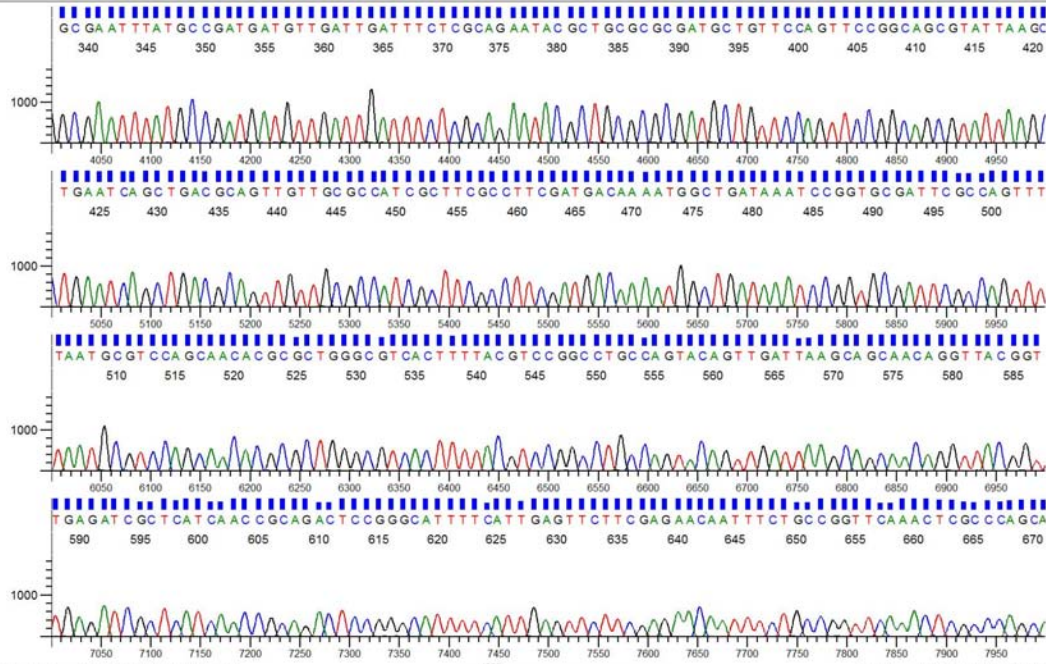 GCGAATTTATGCCGATGATGTTGATTGATTTCTCGCAGAATACGCTGCGCGCGATGCTGTTCCAGTTCCGGCAGCGTATTAAGC
340 345 350 355 360 365 370 375 380 385 390 395 400 405 410 415 420
1000
4050 4100 4150 4200 4250 4300 4350 4400 4450 4500 4550 4600 4650 4700 4750 4800 4850 4900 4950
TGAATCAGCTGACGCAGTTGTTGCGCCATCGCTTCGCCTTCGATGACAAAATGGCTGATAAATCCGGTGCGATTCGCCAGTTT
425 430 435 440 445 450 455 460 465 470 475 480 485 490 495 500
1000
5050 5100 5150 5200 5250 5300 5350 5400 5450 5500 5550 5600 5650 5700 5750 5800 5850 5900 5950
TAATGCGTCCAGCAACACGCGCTGGGCGTCACTTTTACGTCCGGCCTGCCAGTACAGTTGATTAAGCAGCAACAGGTTACGGT
510 515 520 525 530 535 540 545 550 555 560 565 570 575 580 585
1000
6050 6100 6150 6200 6250 6300 6350 6400 6450 6500 6550 6600 6650 6700 6750 6800 6850 6900 6950
TGAGATCGCTCATCAACCGCAGACTCCGGGCATTTTCATTGAGTTCTTCGAGAACAATTTCTGCCGGTTCAAACTCGCCCAGCA
590 595 600 605 610 615 620 625 630 635 640 645 650 655 660 665 670
1000
7050 7100 7150 7200 7250 7300 7350 7400 7450 7500 7550 7600 7650 7700 7750 7800 7850 7900 7950